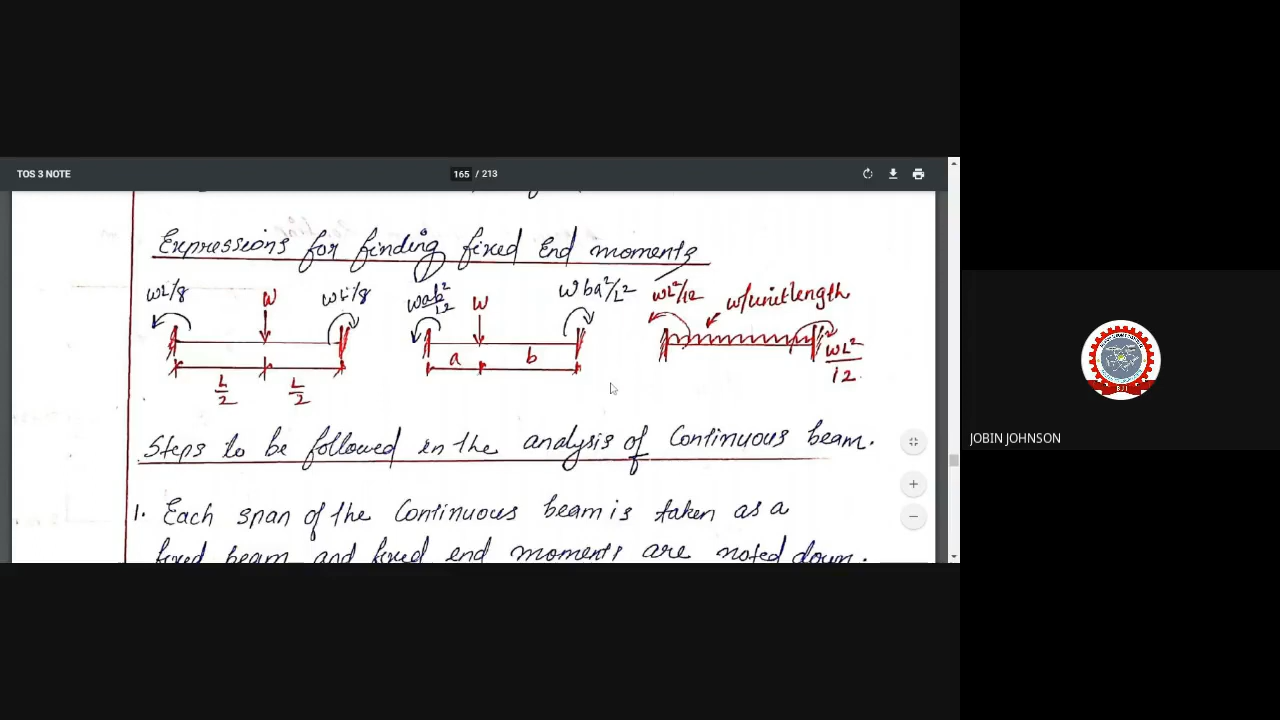 TOS 3 NOTE
165 / 213
Expressions for finding fixed End moments
WL/8 W WL/8
Wab²/L² W Wba²/L²
wL²/12 w/unit length wL²/12
L/2 L/2
a b
Steps to be followed in the analysis of Continuous beam.
1. Each span of the Continuous beam is taken as a
fixed beam and fixed end moments are noted down.
BJI
JOBIN JOHNSON